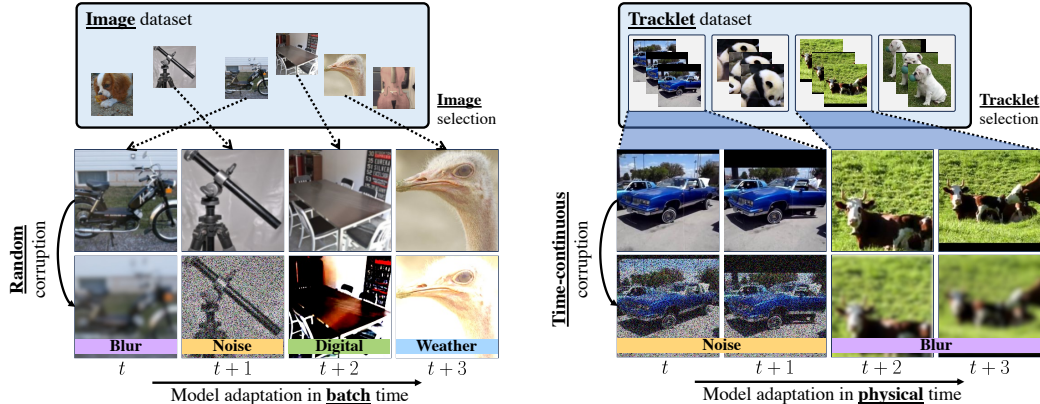 Image dataset
Image
selection
Random
corruption
Blur
Noise
Digital
Weather
t
t + 1
t + 2
t + 3
Model adaptation in batch time
Tracklet dataset
Tracklet
selection
Time-continuous
corruption
Noise
Blur
t
t + 1
t + 2
t + 3
Model adaptation in physical time